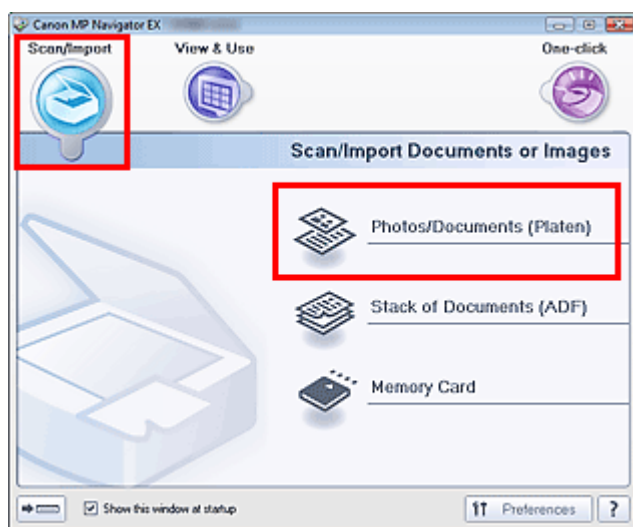 Canon MP Navigator EX
Scan/Import
View & Use
One-click
Scan/Import Documents or Images
Photos/Documents (Platen)
Stack of Documents (ADF)
Memory Card
Show this window at startup
Preferences
?